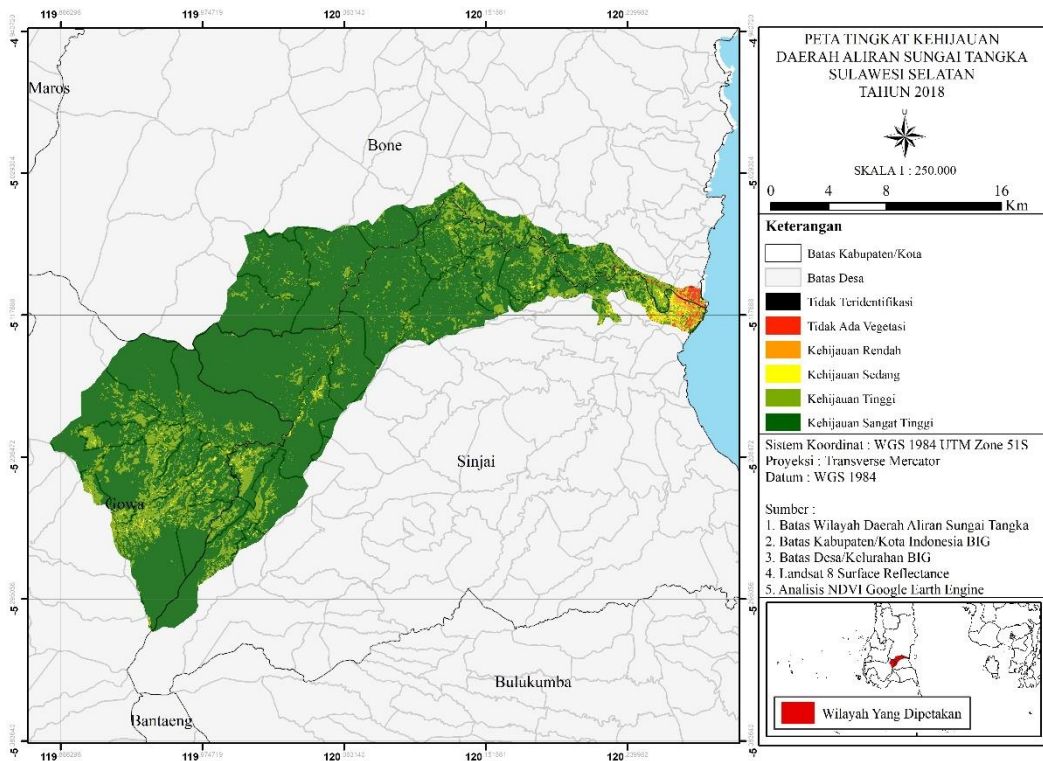 119 120 120 120
Maros
Bone
Gowa
Sinjai
Bulukumba
Bantaeng
119 119 120 120 120
PETA TINGKAT KEHIJAUAN
DAERAH ALIRAN SUNGAI TANGKA
SULAWESI SELATAN
TAHUN 2018
SKALA 1 : 250.000
0 4 8 16
Km
Keterangan
Batas Kabupaten/Kota
Batas Desa
Tidak Teridentifikasi
Tidak Ada Vegetasi
Kehijauan Rendah
Kehijauan Sedang
Kehijauan Tinggi
Kehijauan Sangat Tinggi
Sistem Koordinat : WGS 1984 UTM Zone 51S
Proyeksi : Transverse Mercator
Datum : WGS 1984
Sumber :
1. Batas Wilayah Daerah Aliran Sungai Tangka
2. Batas Kabupaten/Kota Indonesia BIG
3. Batas Desa/Kelurahan BIG
4. Landsat 8 Surface Reflectance
5. Analisis NDVI Google Earth Engine
Wilayah Yang Dipetakan